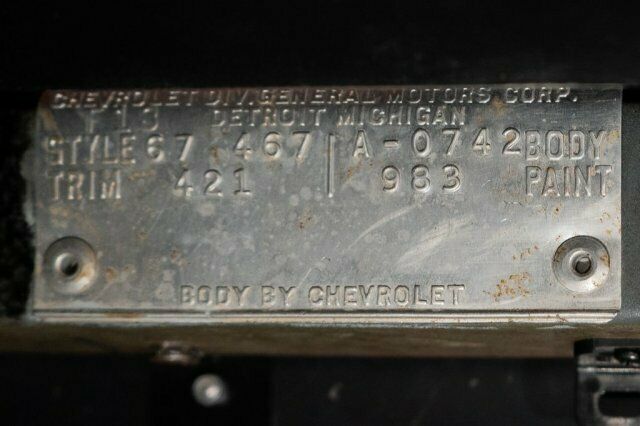 CHEVROLET DIV. GENERAL MOTORS CORP.
DETROIT MICHIGAN
STYLE 67 467 | A-0742 BODY
TRIM 421 | 983 PAINT
BODY BY CHEVROLET